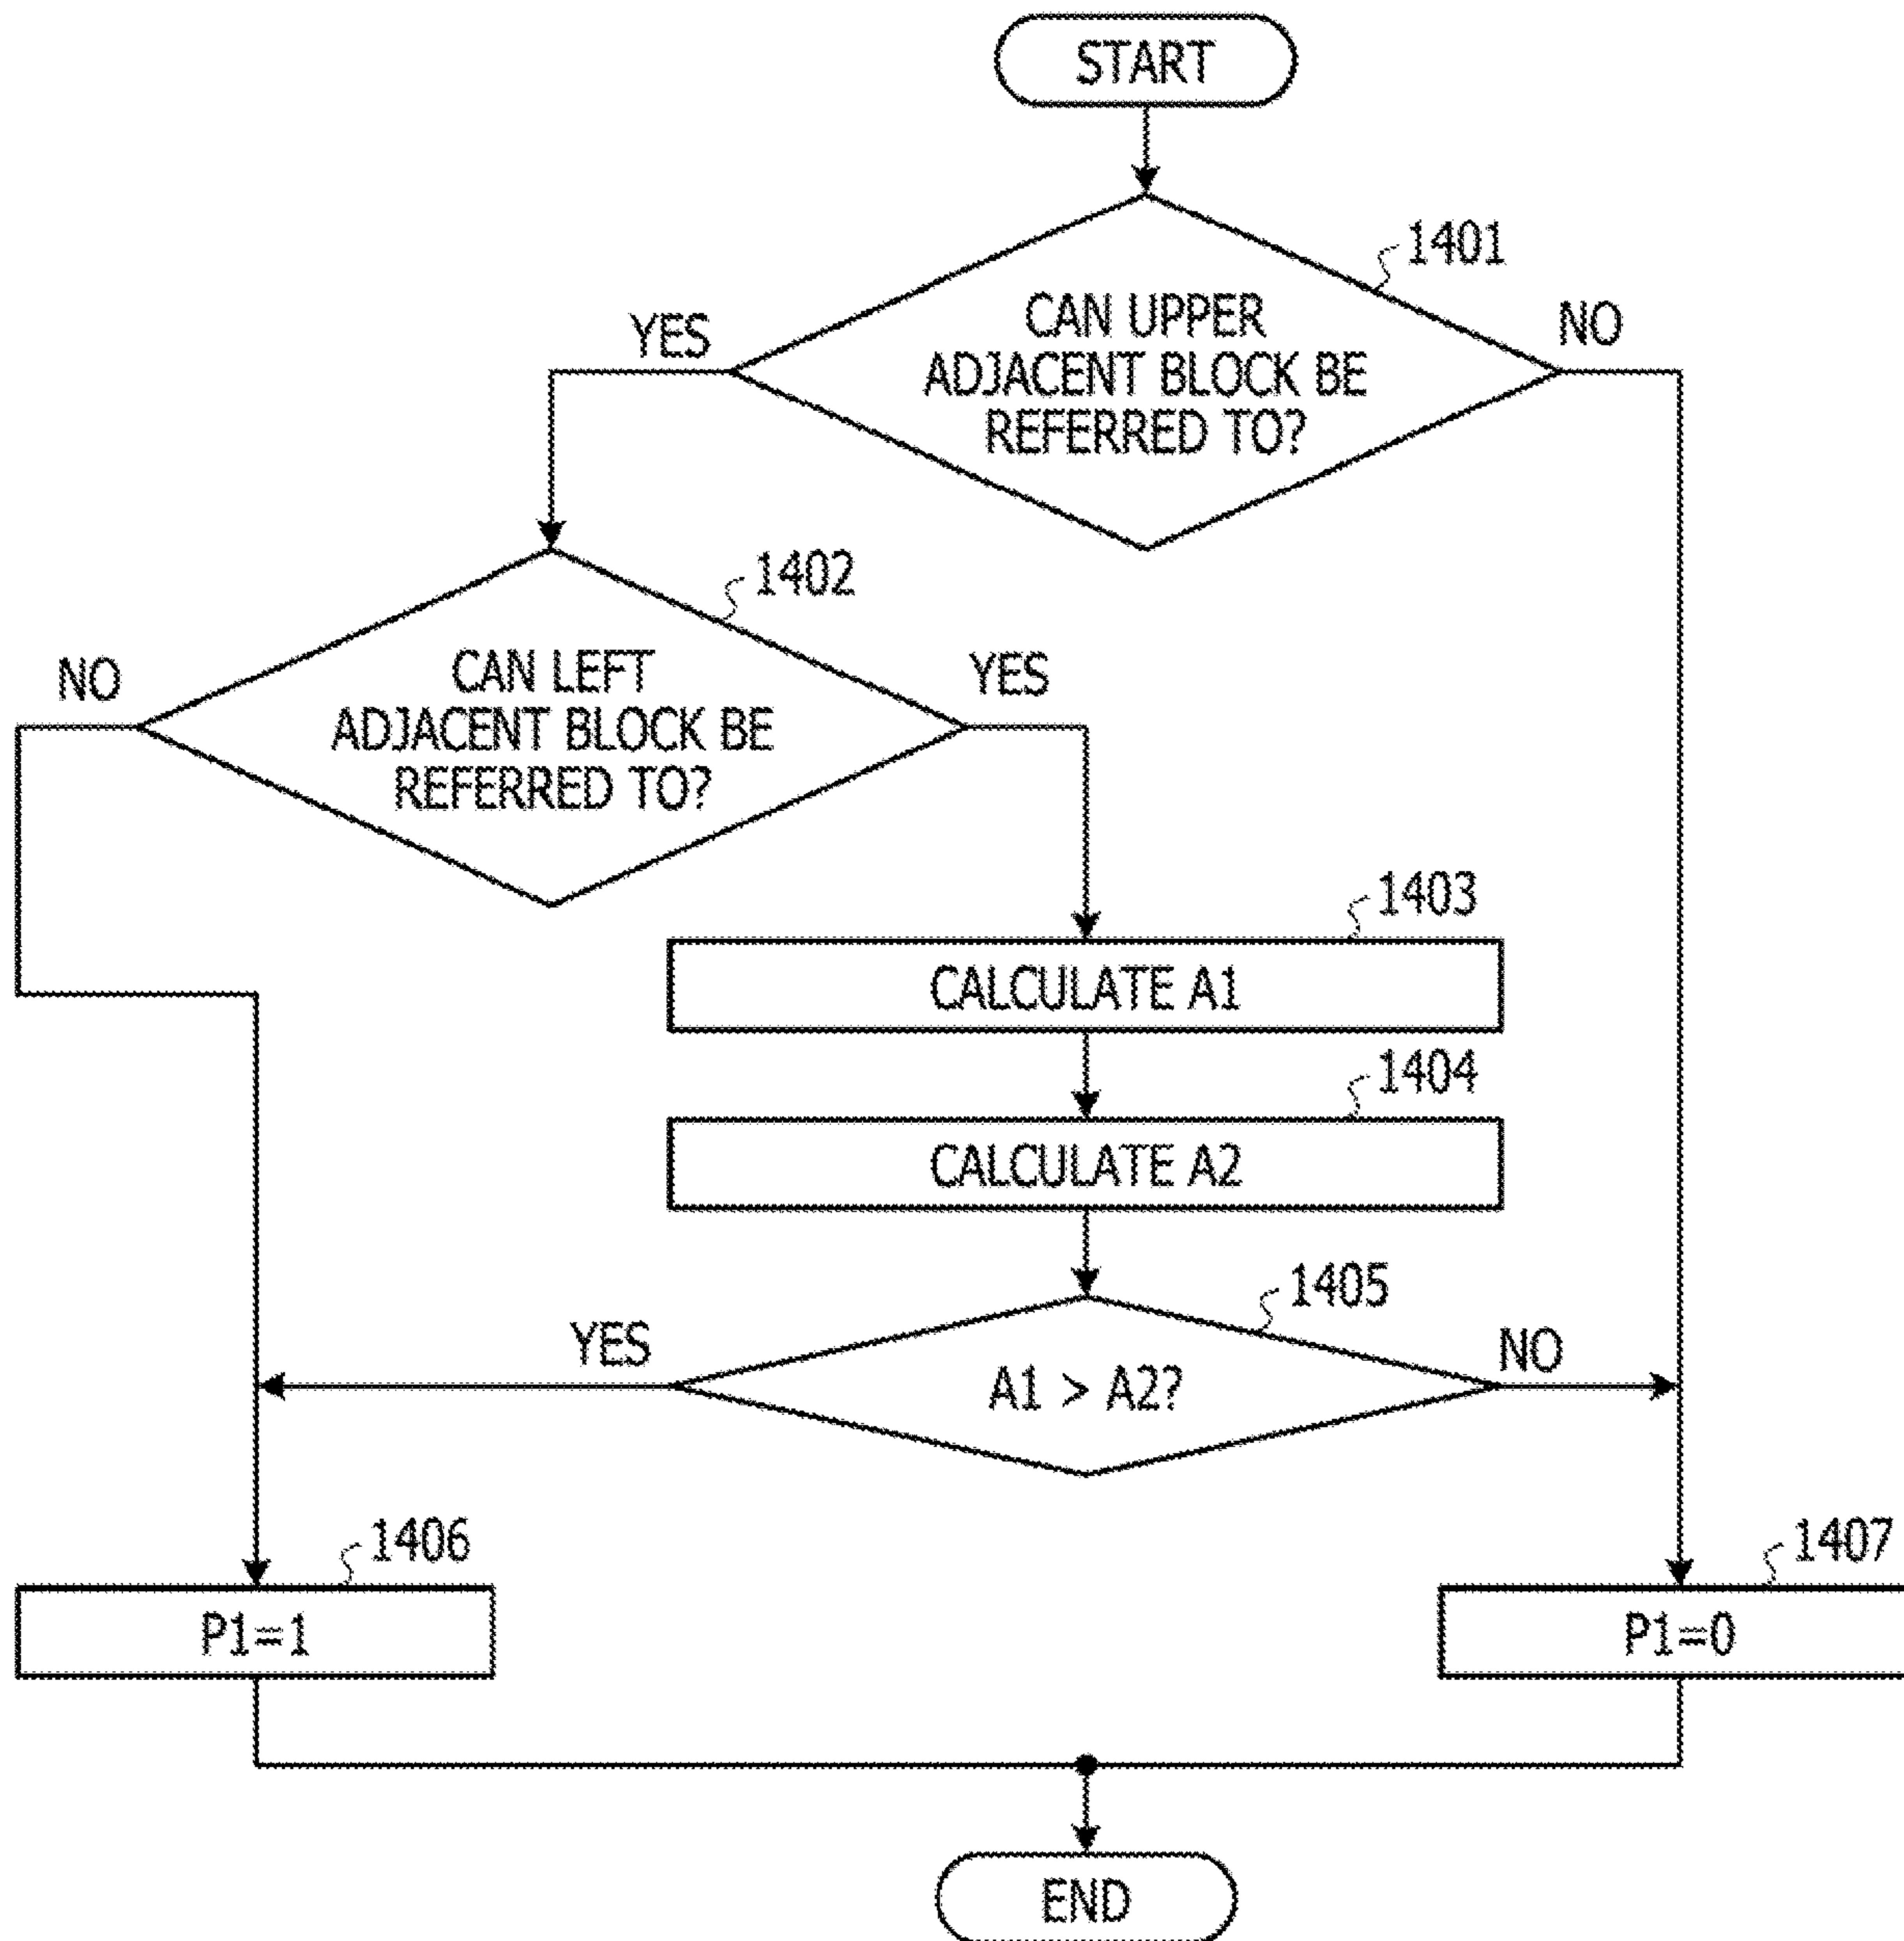 START
1401
CAN UPPER
ADJACENT BLOCK BE
REFERRED TO?
YES
NO
1402
CAN LEFT
ADJACENT BLOCK BE
REFERRED TO?
NO
YES
1403
CALCULATE A1
1404
CALCULATE A2
1405
A1 > A2?
YES
NO
1406
P1=1
1407
P1=0
END